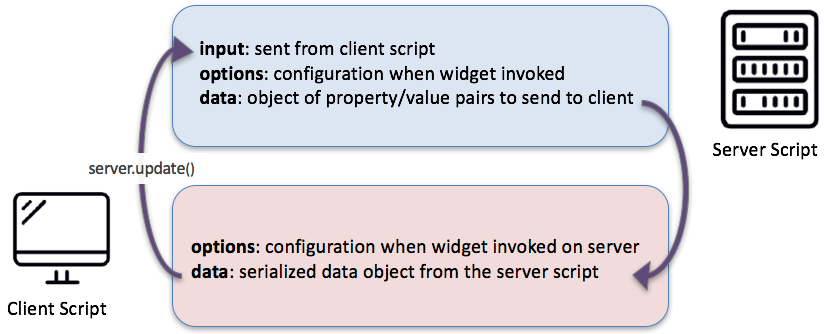 input: sent from client script
options: configuration when widget invoked
data: object of property/value pairs to send to client
Server Script
server.update()
options: configuration when widget invoked on server
data: serialized data object from the server script
Client Script